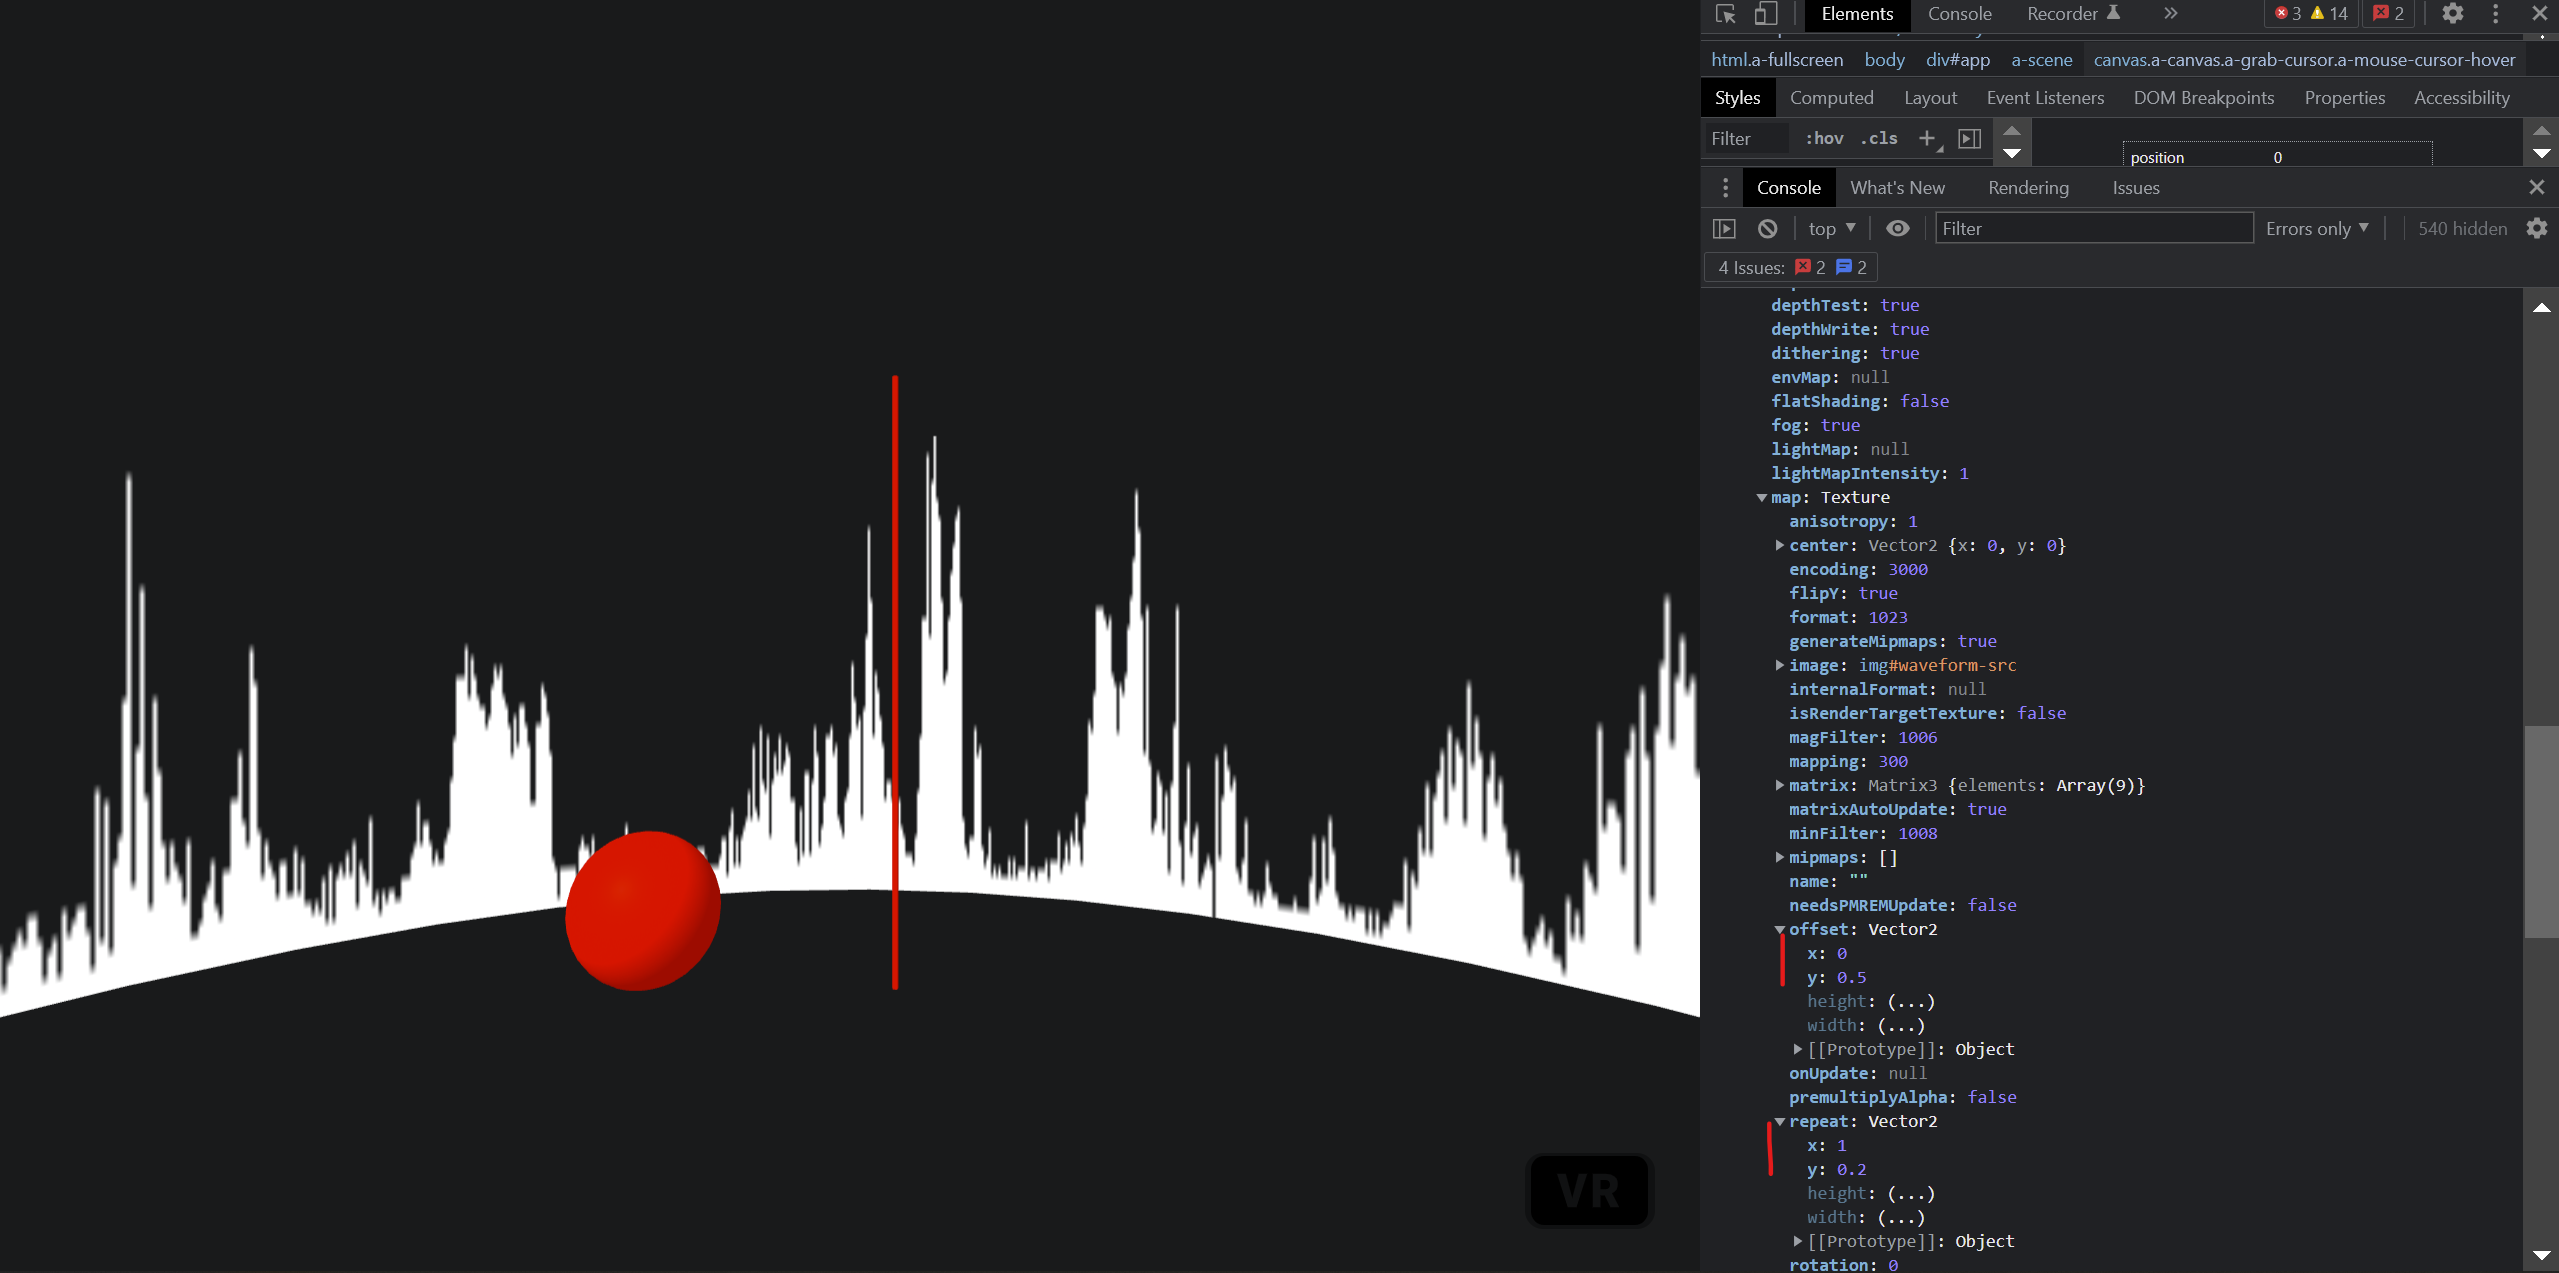 VR
Elements Console Recorder 3 14 2
html.a-fullscreen body div#app a-scene canvas.a-canvas.a-grab-cursor.a-mouse-cursor-hover
Styles Computed Layout Event Listeners DOM Breakpoints Properties Accessibility
Filter :hov .cls
position 0
Console What's New Rendering Issues
top Filter Errors only 540 hidden
4 Issues: 2 2
depthTest: true
depthWrite: true
dithering: true
envMap: null
flatShading: false
fog: true
lightMap: null
lightMapIntensity: 1
map: Texture
anisotropy: 1
center: Vector2 {x: 0, y: 0}
encoding: 3000
flipY: true
format: 1023
generateMipmaps: true
image: img#waveform-src
internalFormat: null
isRenderTargetTexture: false
magFilter: 1006
mapping: 300
matrix: Matrix3 {elements: Array(9)}
matrixAutoUpdate: true
minFilter: 1008
mipmaps: []
name: ""
needsPMREMUpdate: false
offset: Vector2
x: 0
y: 0.5
height: (...)
width: (...)
[[Prototype]]: Object
onUpdate: null
premultiplyAlpha: false
repeat: Vector2
x: 1
y: 0.2
height: (...)
width: (...)
[[Prototype]]: Object
rotation: 0